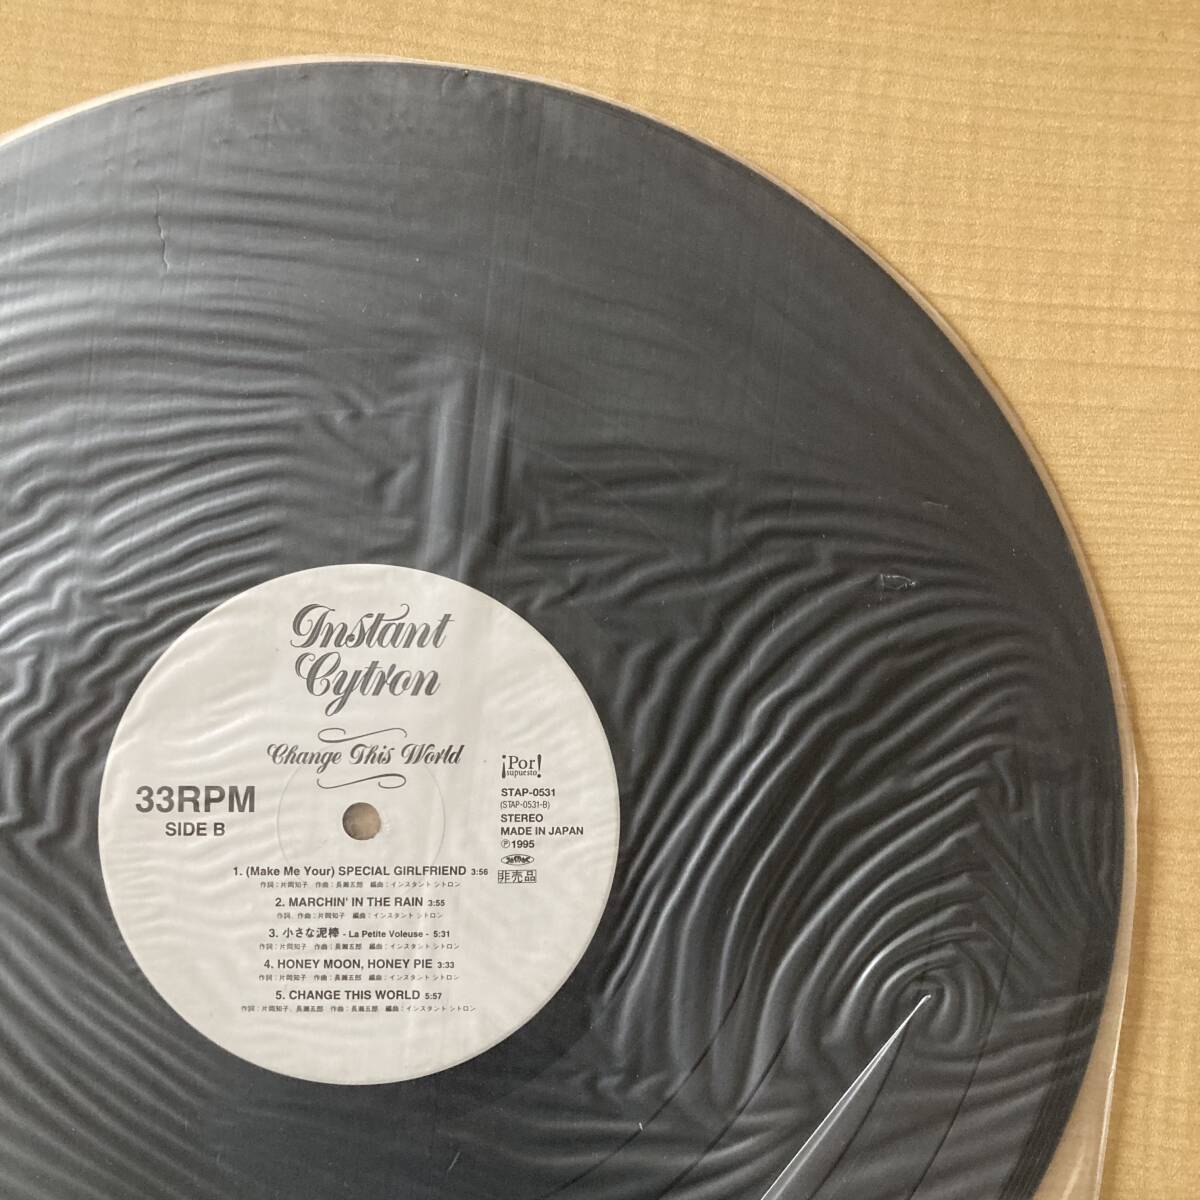 Instant
Cytron
Change This World
33RPM
SIDE B
¡Por
supuesto!
STAP-0531
(STAP-0531-B)
STEREO
MADE IN JAPAN
Ⓟ1995
非売品
1. (Make Me Your) SPECIAL GIRLFRIEND 3:56
作詞：片岡知子 作曲：長瀬五郎 編曲：インスタント シトロン
2. MARCHIN' IN THE RAIN 3:55
作詞、作曲：片岡知子 編曲：インスタント シトロン
3. 小さな泥棒 - La Petite Voleuse - 5:31
作詞：片岡知子 作曲：長瀬五郎 編曲：インスタント シトロン
4. HONEY MOON, HONEY PIE 3:33
作詞：片岡知子 作曲：長瀬五郎 編曲：インスタント シトロン
5. CHANGE THIS WORLD 5:57
作詞：片岡知子、長瀬五郎 作曲：長瀬五郎 編曲：インスタント シトロン